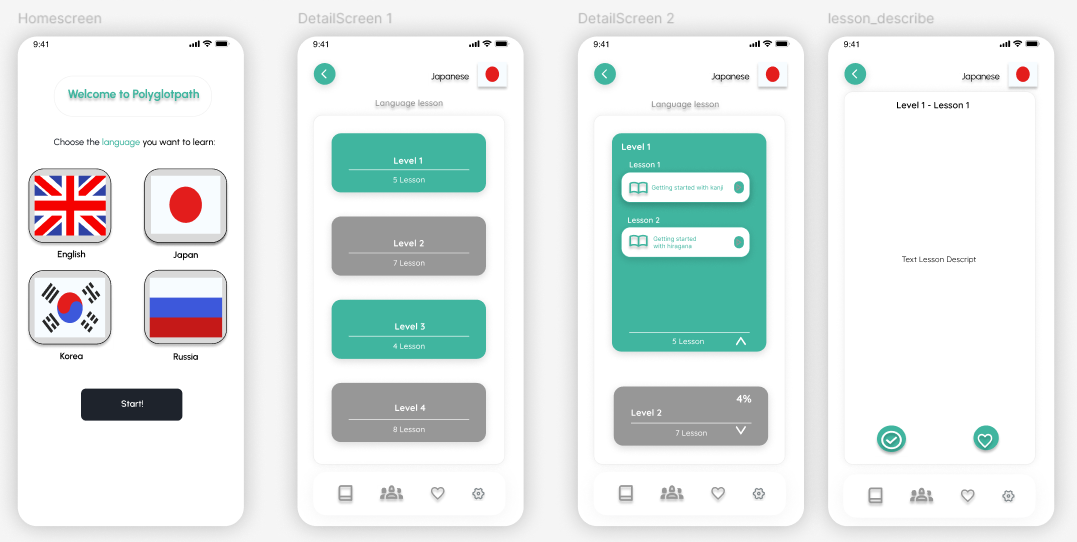 Homescreen
9:41
Welcome to Polyglotpath
Choose the language you want to learn:
English
Japan
Korea
Russia
Start!
DetailScreen 1
9:41
Japanese
Language lesson
Level 1
5 Lesson
Level 2
7 Lesson
Level 3
4 Lesson
Level 4
8 Lesson
DetailScreen 2
9:41
Japanese
Language lesson
Level 1
Lesson 1
Getting started with kanji
Lesson 2
Getting started
with hiragana
5 Lesson
4%
Level 2
7 Lesson
lesson_describe
9:41
Japanese
Level 1 - Lesson 1
Text Lesson Descript